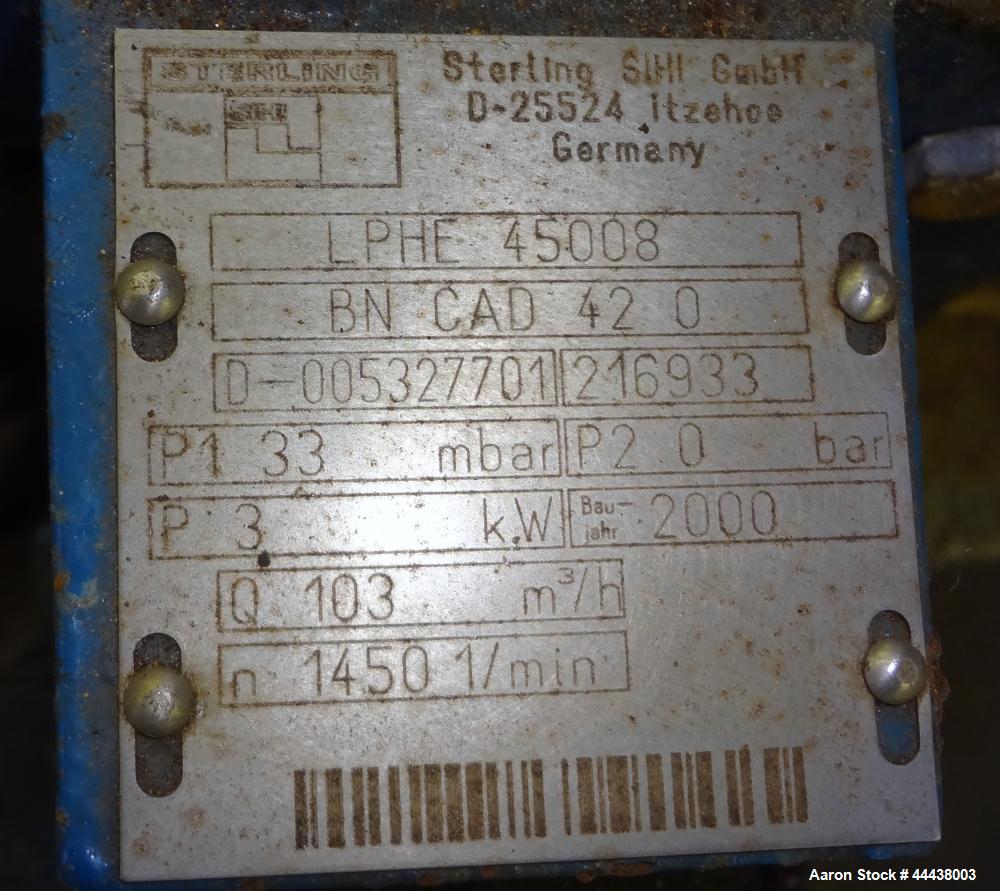 STERLING
SIHI
Sterling SIHI GmbH
D-25524 Itzehoe
Germany
LPHE 45008
BN CAD 42 0
D-005327701 216933
P1 33 mbar P2 0 bar
P 3 kW Bau-jahr 2000
Q 103 m³/h
n 1450 1/min
Aaron Stock # 44438003